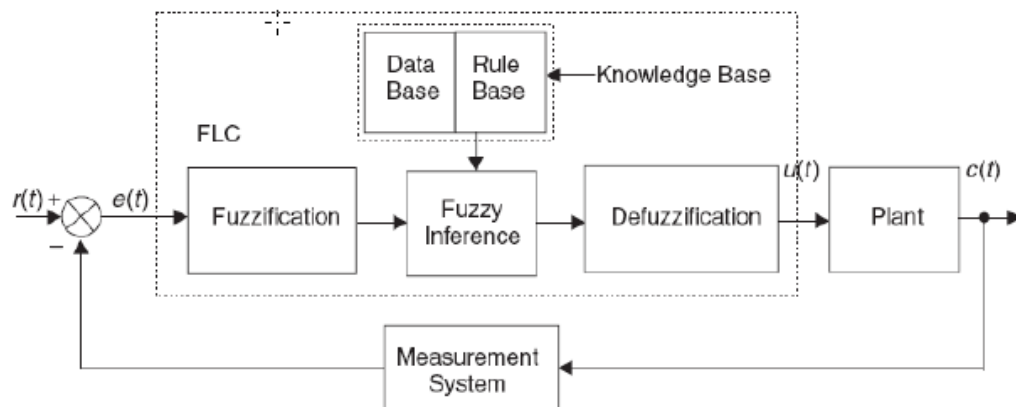 Data
Base
Rule
Base
Knowledge Base
FLC
r(t) +
e(t)
−
Fuzzification
Fuzzy
Inference
Defuzzification
u(t)
Plant
c(t)
Measurement
System